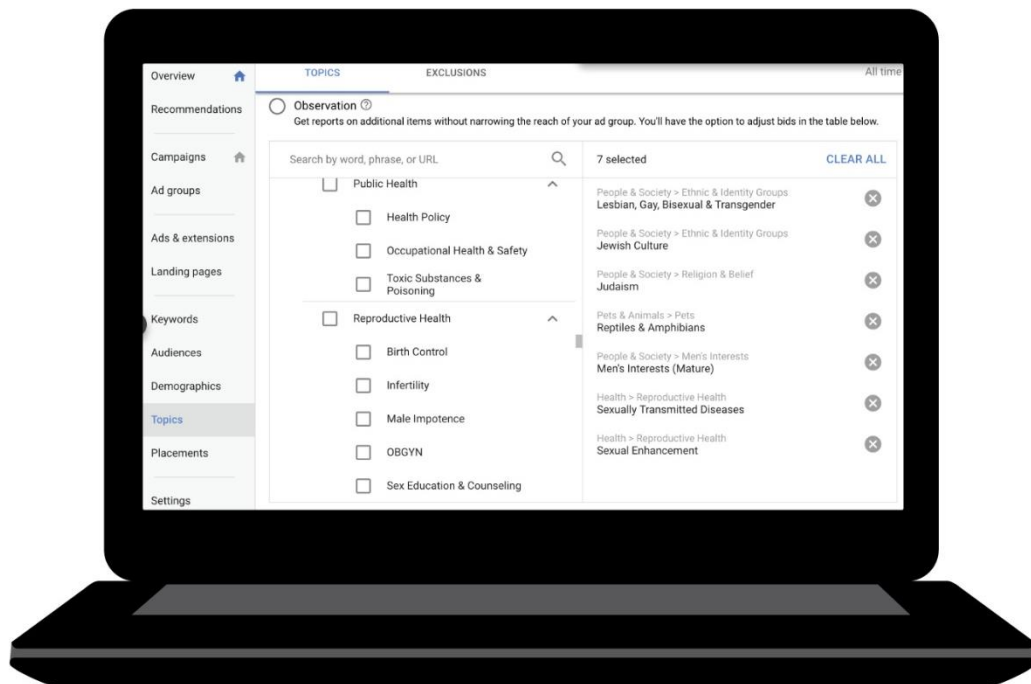 Overview
Recommendations
Campaigns
Ad groups
Ads & extensions
Landing pages
Keywords
Audiences
Demographics
Topics
Placements
Settings
TOPICS EXCLUSIONS All time
Observation ?
Get reports on additional items without narrowing the reach of your ad group. You'll have the option to adjust bids in the table below.
Search by word, phrase, or URL
Public Health
Health Policy
Occupational Health & Safety
Toxic Substances &
Poisoning
Reproductive Health
Birth Control
Infertility
Male Impotence
OBGYN
Sex Education & Counseling
7 selected CLEAR ALL
People & Society > Ethnic & Identity Groups
Lesbian, Gay, Bisexual & Transgender
People & Society > Ethnic & Identity Groups
Jewish Culture
People & Society > Religion & Belief
Judaism
Pets & Animals > Pets
Reptiles & Amphibians
People & Society > Men's Interests
Men's Interests (Mature)
Health > Reproductive Health
Sexually Transmitted Diseases
Health > Reproductive Health
Sexual Enhancement